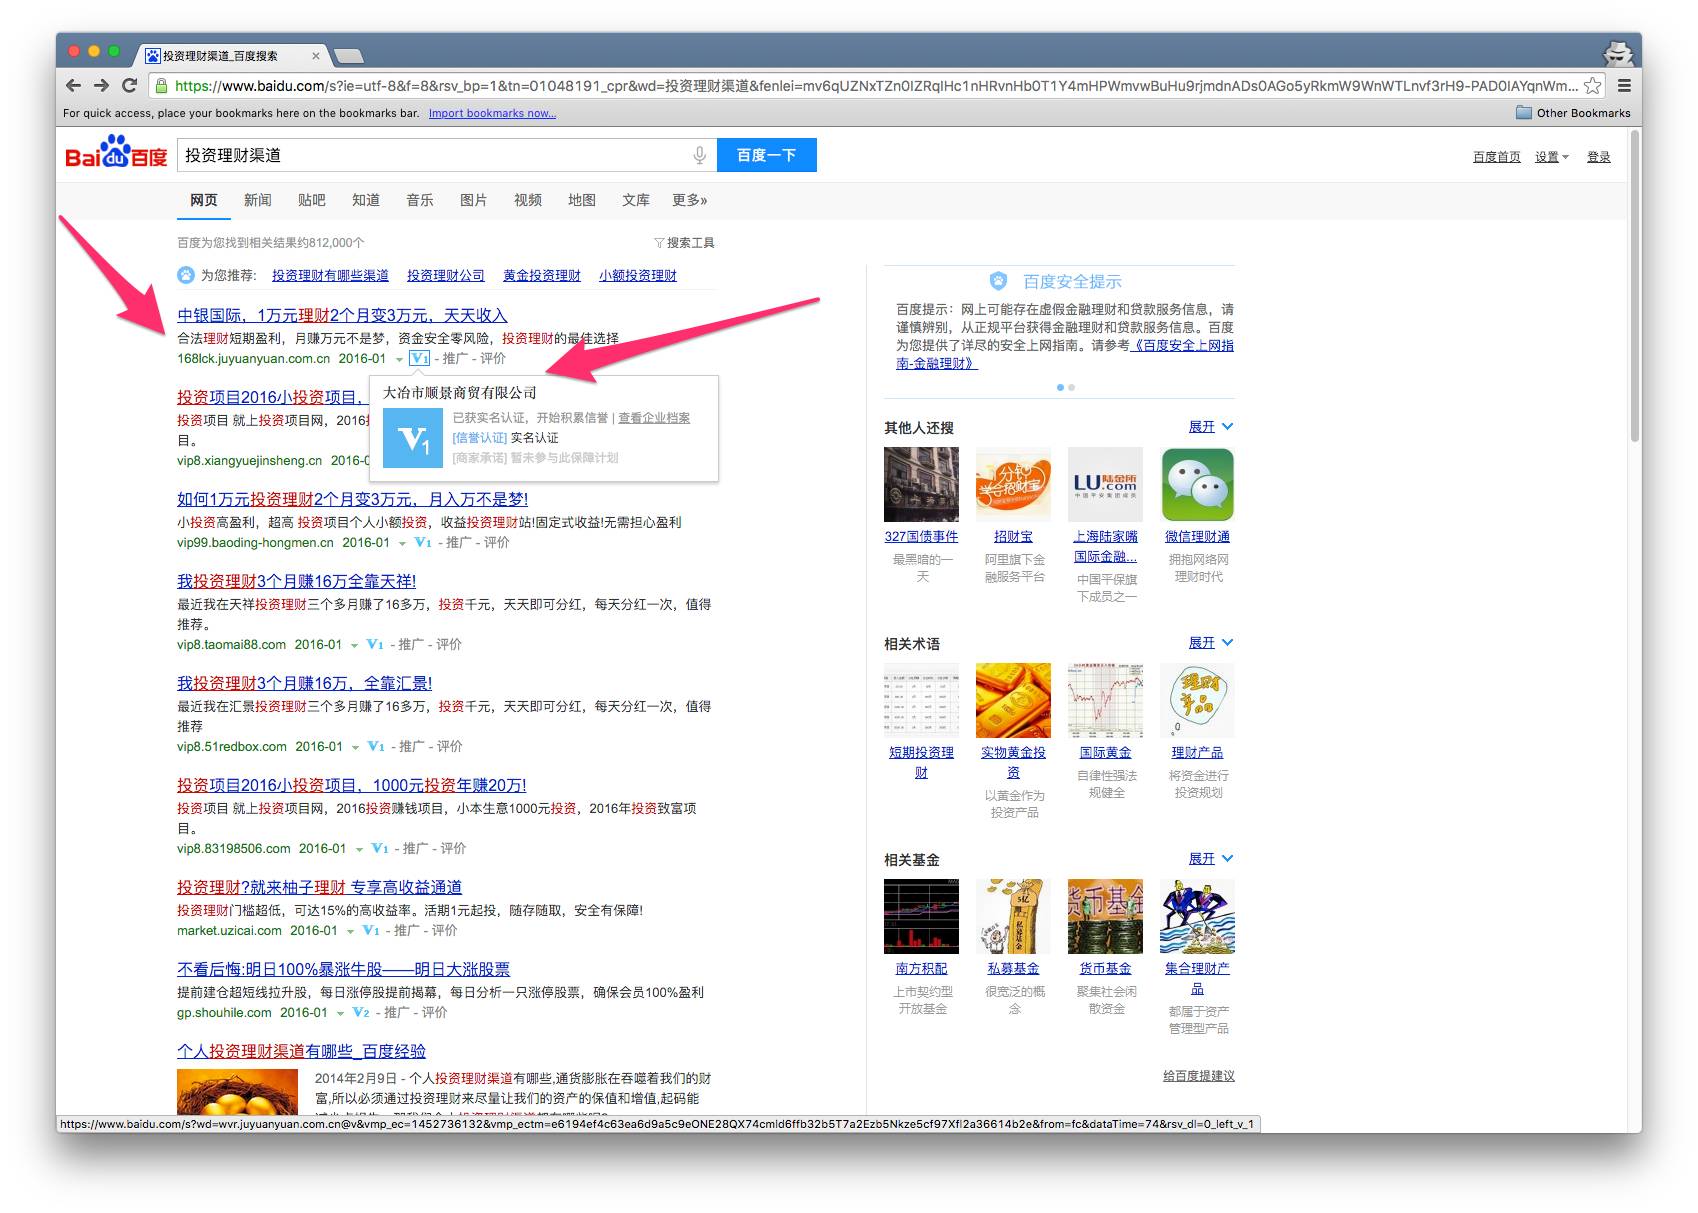 投资理财渠道_百度搜索
https://www.baidu.com/s?ie=utf-8&f=8&rsv_bp=1&tn=01048191_cpr&wd=投资理财渠道&fenlei=mv6qUZNxTZn0IZRqIHc1nHRvnHb0T1Y4mHPWmvwBuHu9rjmdnADs0AGo5yRkmW9WnWTLnvf3rH9-PAD0IAYqnWm...
For quick access, place your bookmarks here on the bookmarks bar. Import bookmarks now...
Other Bookmarks
Bai du 百度
投资理财渠道
百度一下
百度首页 设置 登录
网页 新闻 贴吧 知道 音乐 图片 视频 地图 文库 更多»
百度为您找到相关结果约812,000个
搜索工具
为您推荐: 投资理财有哪些渠道 投资理财公司 黄金投资理财 小额投资理财
中银国际，1万元理财2个月变3万元，天天收入
合法理财短期盈利，月赚万元不是梦，资金安全零风险，投资理财的最佳选择
168lck.juyuanyuan.com.cn 2016-01 V1 - 推广 - 评价
大冶市顺景商贸有限公司
V1
已获实名认证，开始积累信誉 | 查看企业档案
[信誉认证] 实名认证
[商家承诺] 暂未参与此保障计划
投资项目2016小投资项目，
投资项目 就上投资项目网，2016
目。
vip8.xiangyuejinsheng.cn 2016-0
如何1万元投资理财2个月变3万元，月入万不是梦!
小投资高盈利，超高 投资项目个人小额投资，收益投资理财站!固定式收益!无需担心盈利
vip99.baoding-hongmen.cn 2016-01 V1 - 推广 - 评价
我投资理财3个月赚16万全靠天祥!
最近我在天祥投资理财三个多月赚了16多万，投资千元，天天即可分红，每天分红一次，值得
推荐。
vip8.taomai88.com 2016-01 V1 - 推广 - 评价
我投资理财3个月赚16万，全靠汇景!
最近我在汇景投资理财三个多月赚了16多万，投资千元，天天即可分红，每天分红一次，值得
推荐
vip8.51redbox.com 2016-01 V1 - 推广 - 评价
投资项目2016小投资项目，1000元投资年赚20万!
投资项目 就上投资项目网，2016投资赚钱项目，小本生意1000元投资，2016年投资致富项
目。
vip8.83198506.com 2016-01 V1 - 推广 - 评价
投资理财?就来柚子理财 专享高收益通道
投资理财门槛超低，可达15%的高收益率。活期1元起投，随存随取，安全有保障!
market.uzicai.com 2016-01 V1 - 推广 - 评价
不看后悔:明日100%暴涨牛股——明日大涨股票
提前建仓超短线拉升股，每日涨停股提前揭幕，每日分析一只涨停股票，确保会员100%盈利
gp.shouhile.com 2016-01 V2 - 推广 - 评价
个人投资理财渠道有哪些_百度经验
2014年2月9日 - 个人投资理财渠道有哪些,通货膨胀在吞噬着我们的财
富,所以必须通过投资理财来尽量让我们的资产的保值和增值,起码能
百度安全提示
百度提示：网上可能存在虚假金融理财和贷款服务信息，请
谨慎辨别，从正规平台获得金融理财和贷款服务信息。百度
为您提供了详尽的安全上网指南。请参考《百度安全上网指
南-金融理财》
其他人还搜 展开
1分钟
学会招财宝
LU.com 陆金所
中国平安集团成员
327国债事件 招财宝 上海陆家嘴 微信理财通
国际金融...
最黑暗的一 阿里旗下金 中国平保旗 拥抱网络网
天 融服务平台 下成员之一 理财时代
相关术语 展开
理财
产品
短期投资理 实物黄金投 国际黄金 理财产品
财 资
以黄金作为 自律性强法 将资金进行
投资产品 规健全 投资规划
相关基金 展开
5亿
私募基金
货币基金
南方积配 私募基金 货币基金 集合理财产
品
上市契约型 很宽泛的概 聚集社会闲 都属于资产
开放基金 念 散资金 管理型产品
给百度提建议
https://www.baidu.com/s?wd=wvr.juyuanyuan.com.cn@v&vmp_ec=1452736132&vmp_ectm=e6194ef4c63ea6d9a5c9eONE28QX74cmld6ffb32b5T7a2Ezb5Nkze5cf97Xfl2a36614b2e&from=fc&dataTime=74&rsv_dl=0_left_v_1